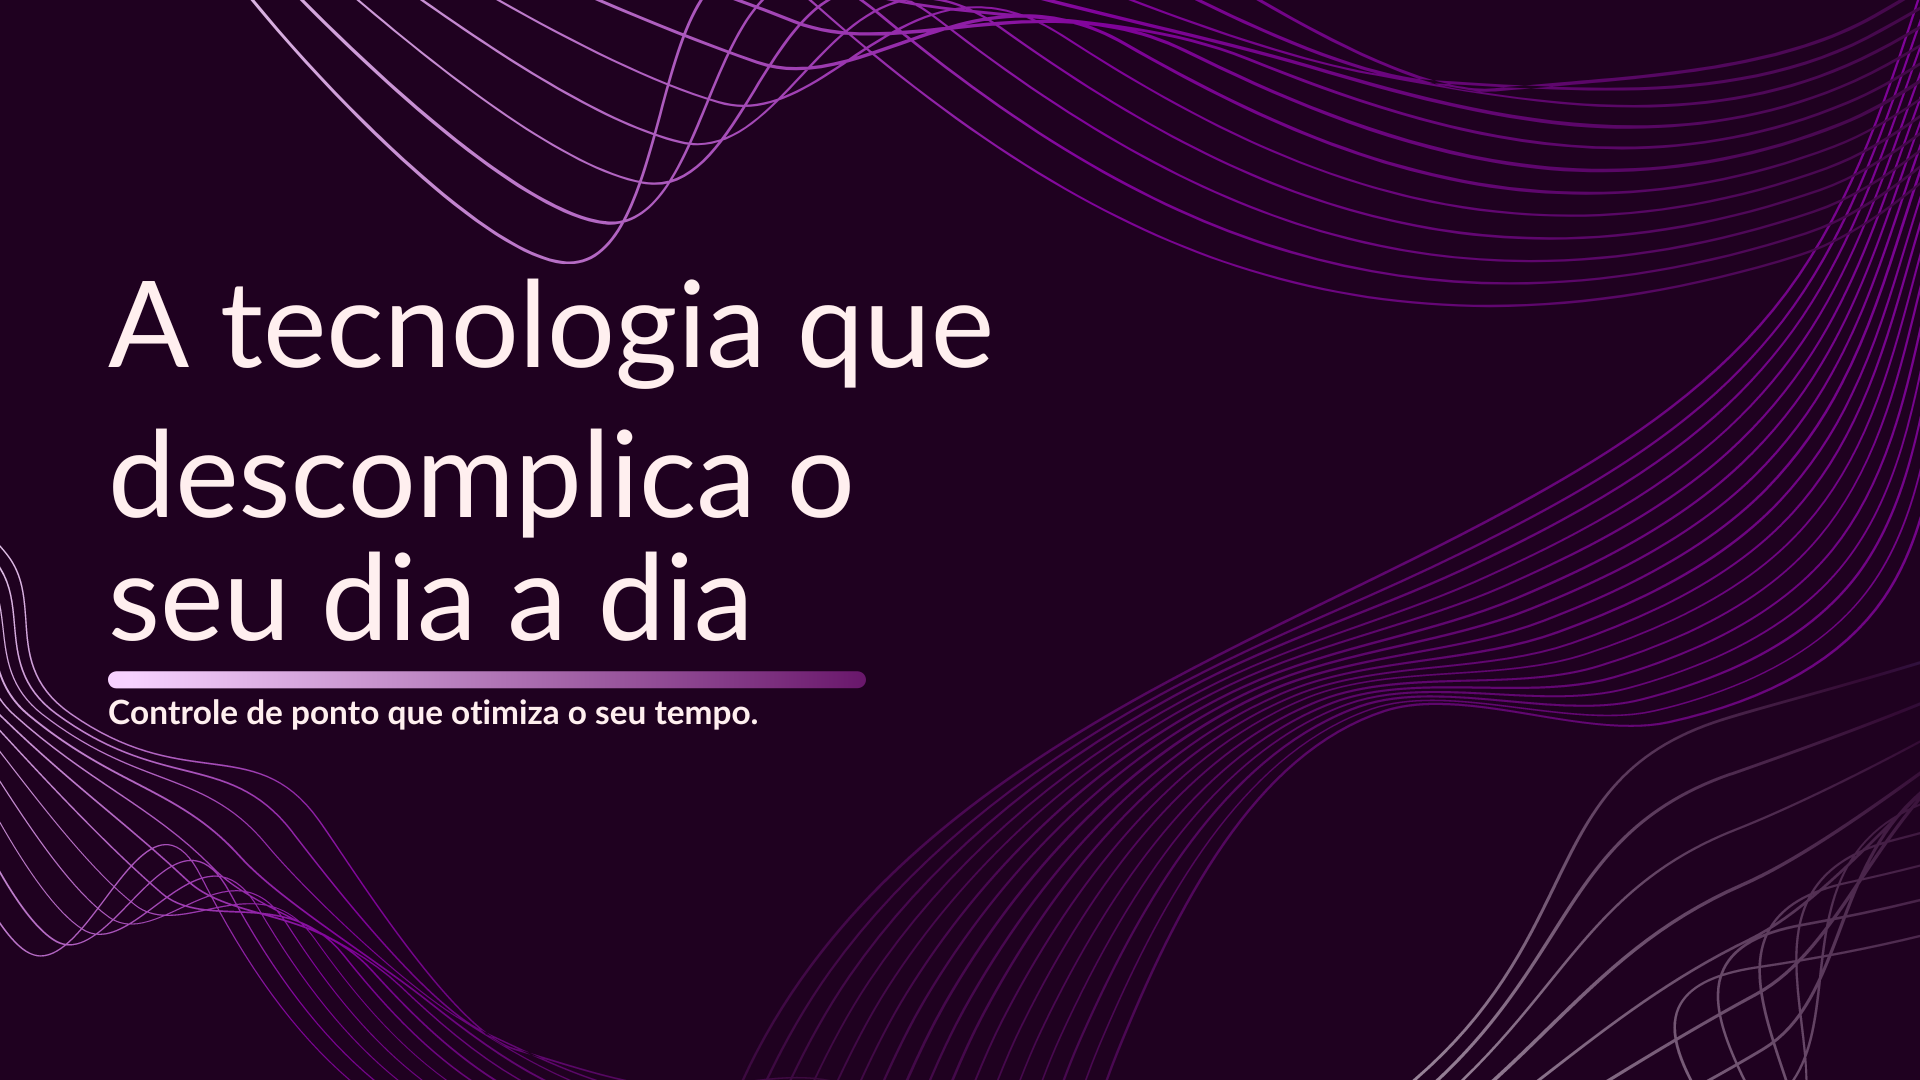 A tecnologia que
descomplica o
seu dia a dia
Controle de ponto que otimiza o seu tempo.